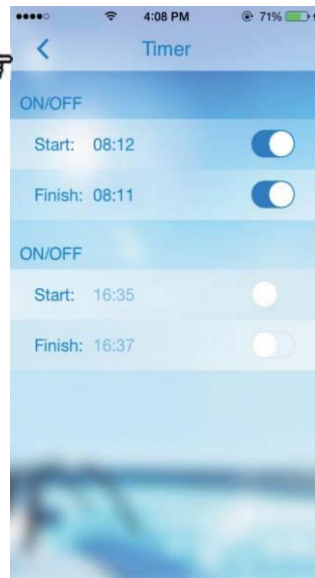 4:08 PM 71%
Timer
ON/OFF
Start: 08:12
Finish: 08:11
ON/OFF
Start: 16:35
Finish: 16:37